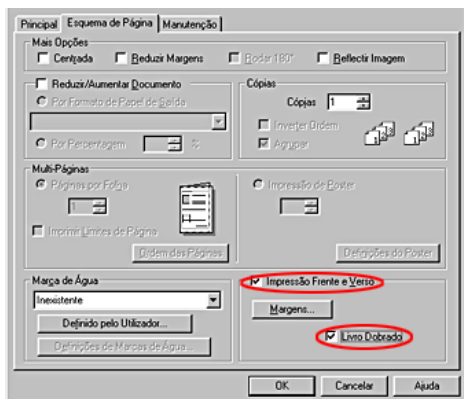 Principal Esquema de Página Manutenção
Mais Opções
Centrada Reduzir Margens Rodar 180° Reflectir Imagem
Reduzir/Aumentar Documento
Por Formato de Papel de Saída
Por Percentagem %
Cópias
Cópias 1
Inverter Ordem
Agrupar
Multi-Páginas
Páginas por Folha
1
Imprimir Limites de Página
Ordem das Páginas
Impressão de Poster
Definições do Poster
Marca de Água
Inexistente
Definido pelo Utilizador...
Definições de Marcas de Água...
Impressão Frente e Verso
Margens...
Livro Dobrado
OK Cancelar Ajuda